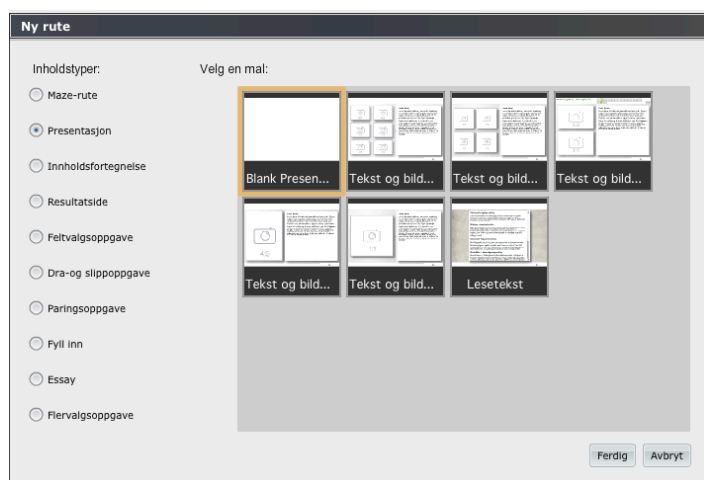 Ny rute
Inholdstyper:
Velg en mal:
Maze-rute
Presentasjon
Innholdsfortegnelse
Resultatside
Feltvalgsoppgave
Dra-og slippoppgave
Paringsoppgave
Fyll inn
Essay
Flervalgsoppgave
Blank Presen...
Tekst og bild...
Tekst og bild...
Tekst og bild...
Tekst og bild...
Tekst og bild...
Lesetekst
Ferdig
Avbryt